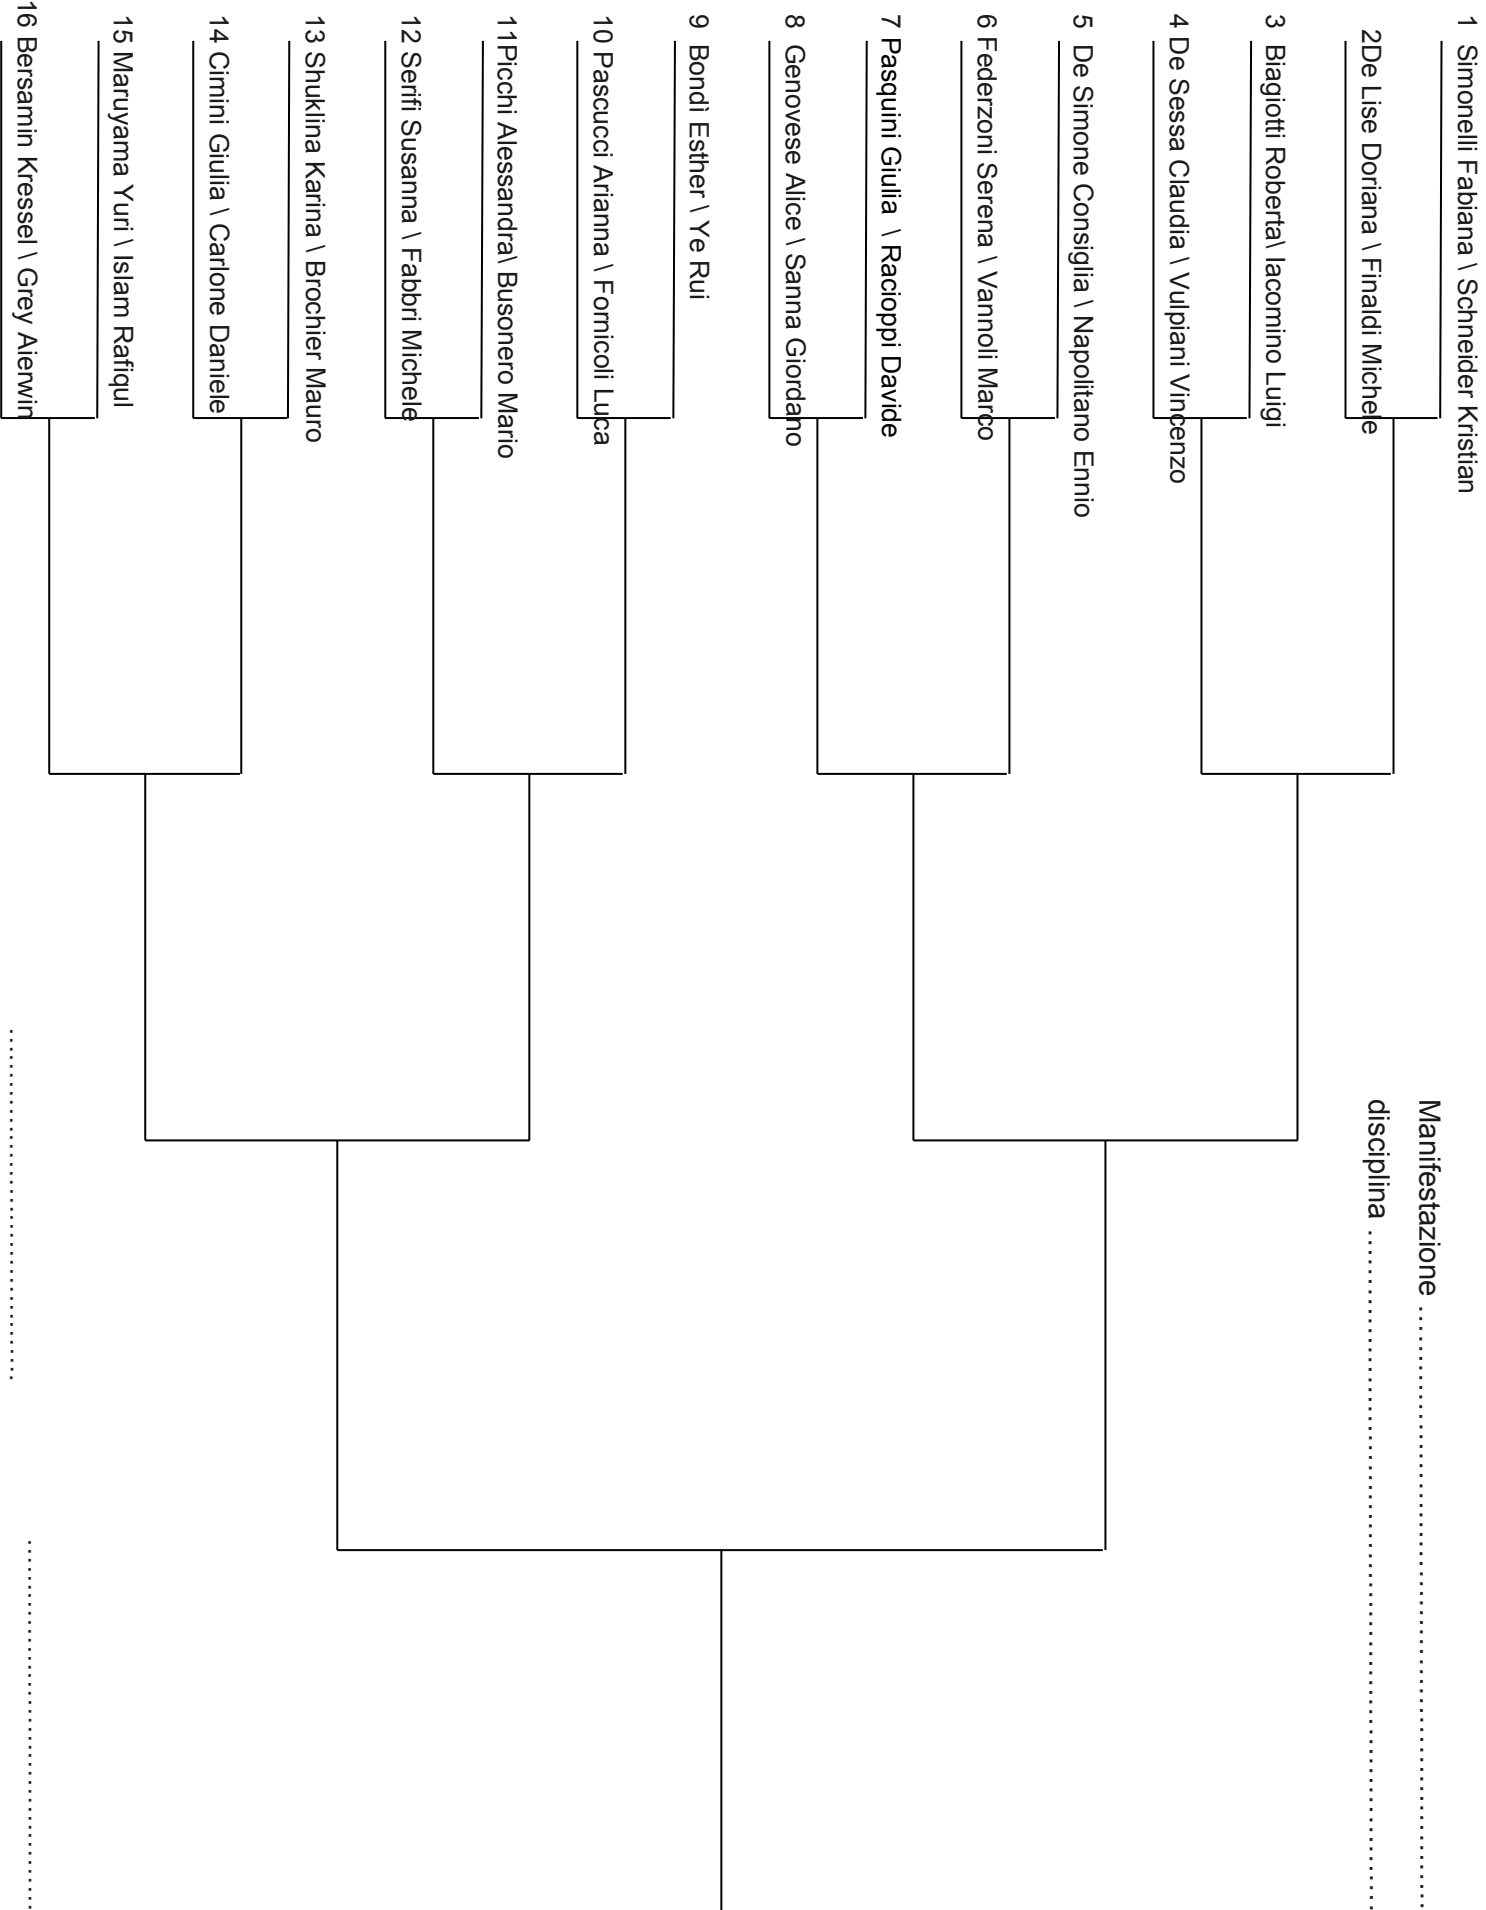 1 Simonelli Fabiana \ Schneider Kristian
2De Lise Doriana \ Finaldi Michele
3 Biagiotti Roberta\ Iacomino Luigi
4 De Sessa Claudia \ Vulpiani Vincenzo
5 De Simone Consiglia \ Napolitano Ennio
6 Federzoni Serena \ Vannoli Marco
7 Pasquini Giulia \ Racioppi Davide
8 Genovese Alice \ Sanna Giordano
9 Bondì Esther \ Ye Rui
10 Pascucci Arianna \ Fornicoli Luca
11Picchi Alessandra\ Busonero Mario
12 Serifi Susanna \ Fabbri Michele
13 Shuklina Karina \ Brochier Mauro
14 Cimini Giulia \ Carlone Daniele
15 Maruyama Yuri \ Islam Rafiqul
16 Bersamin Kressel \ Grey Aierwin
Manifestazione
disciplina